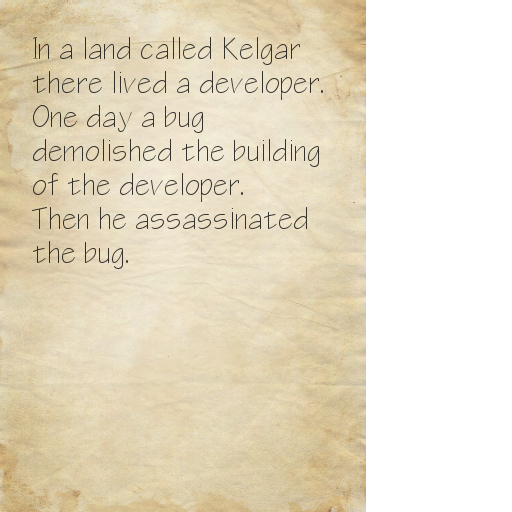 In a land called Kelgar
there lived a developer.
One day a bug
demolished the building
of the developer.
Then he assassinated
the bug.